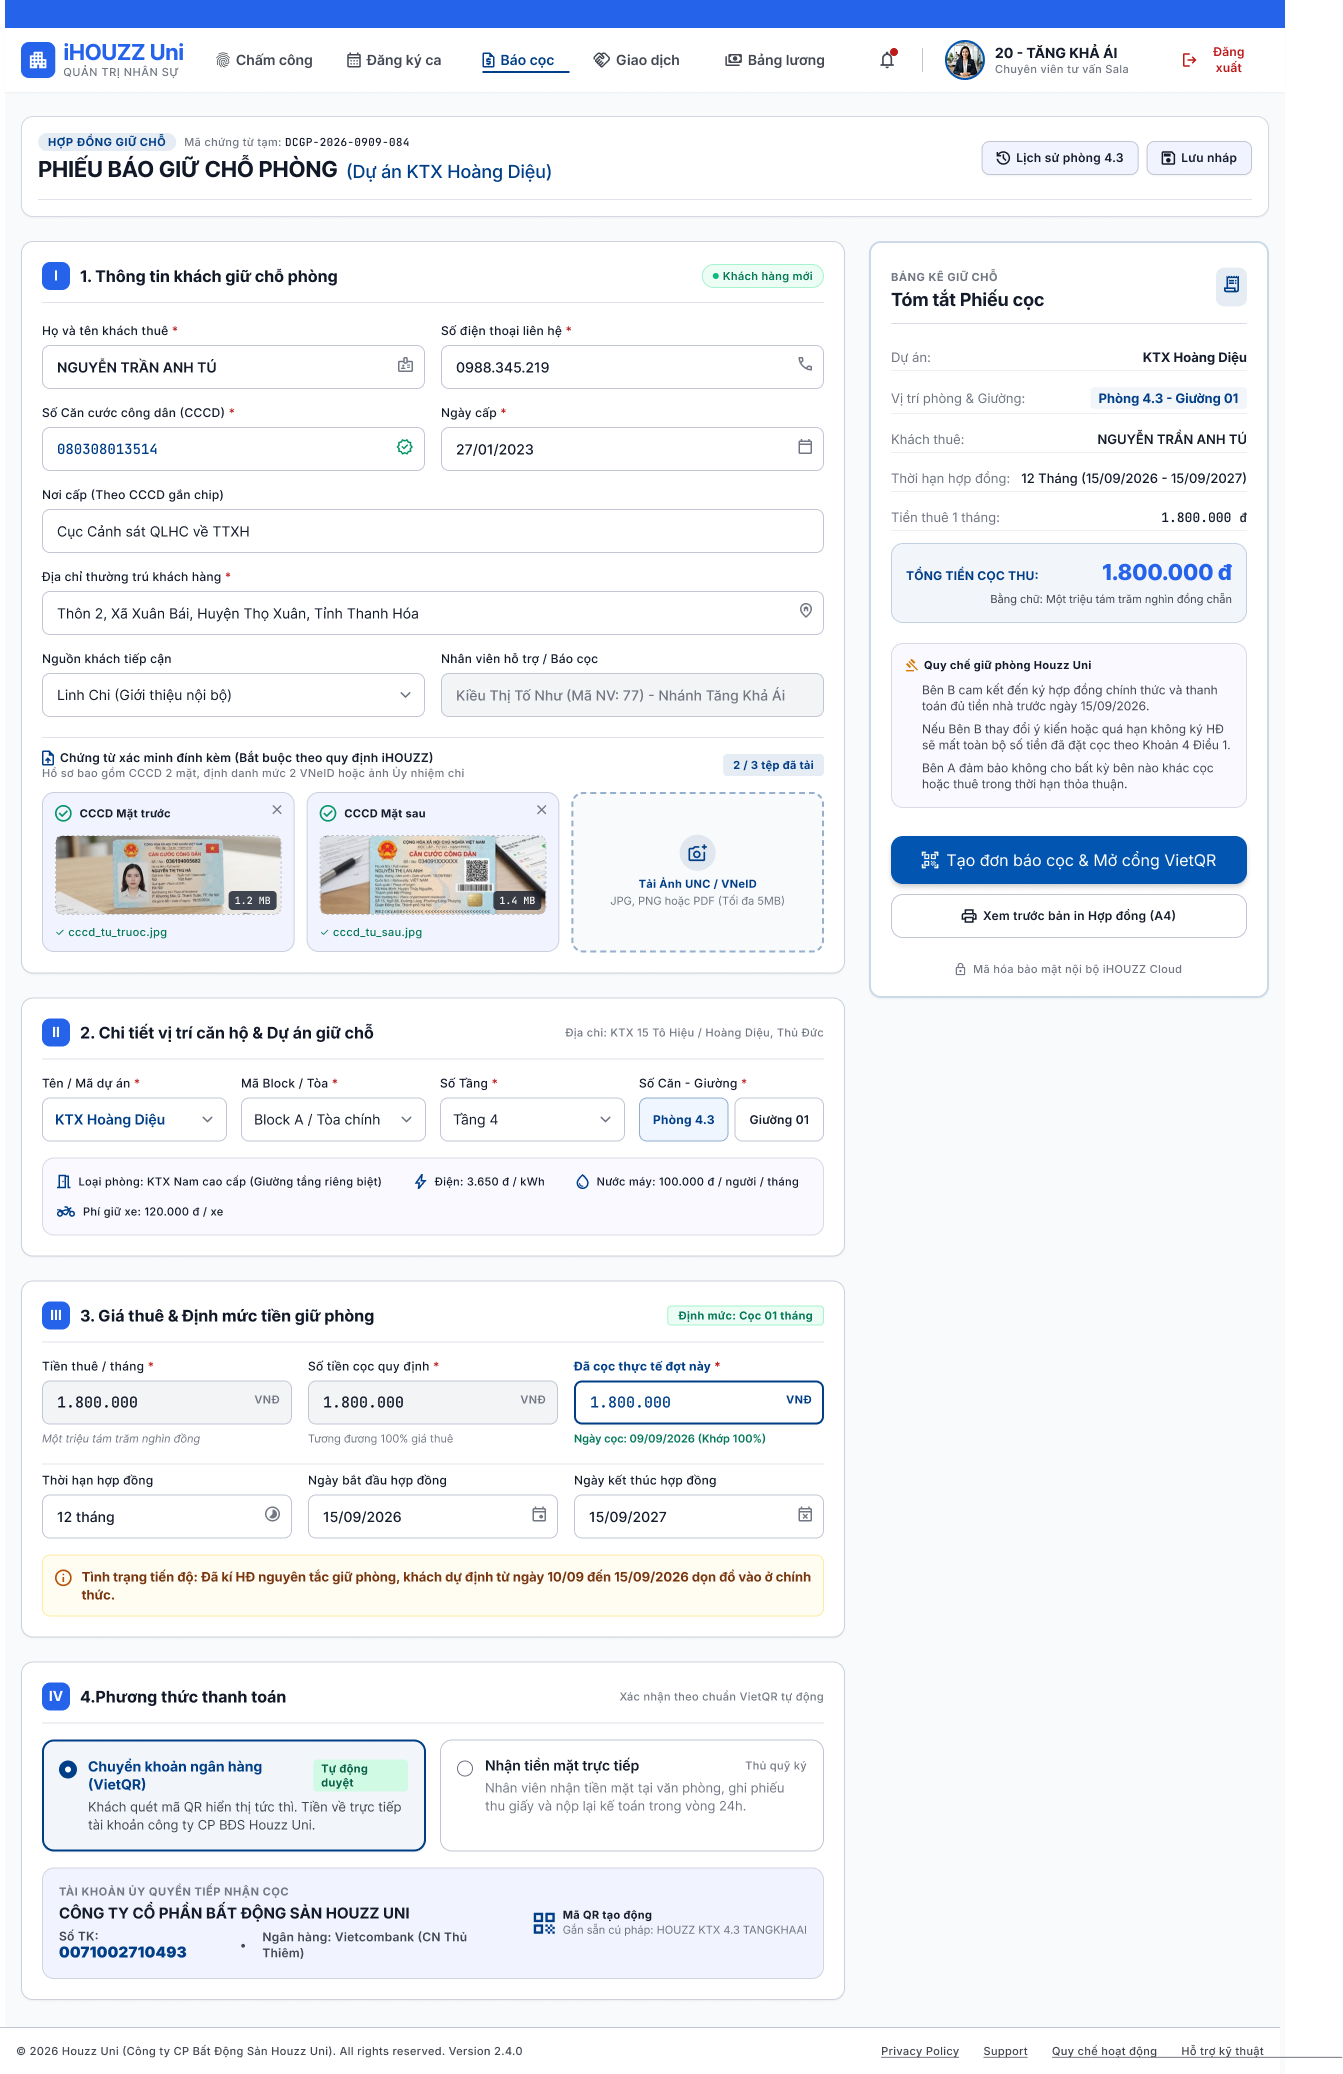 iHOUZZ Uni
QUẢN TRỊ NHÂN SỰ
Chấm công
Đăng ký ca
Báo cọc
Giao dịch
Bảng lương
20 - TĂNG KHẢ ÁI
Chuyên viên tư vấn Sala
Đăng
xuất
HỢP ĐỒNG GIỮ CHỖ
Mã chứng từ tạm: DCGP-2026-0909-084
PHIẾU BÁO GIỮ CHỖ PHÒNG (Dự án KTX Hoàng Diệu)
Lịch sử phòng 4.3
Lưu nháp
I
1. Thông tin khách giữ chỗ phòng
Khách hàng mới
Họ và tên khách thuê *
NGUYỄN TRẦN ANH TÚ
Số điện thoại liên hệ *
0988.345.219
Số Căn cước công dân (CCCD) *
080308013514
Ngày cấp *
27/01/2023
Nơi cấp (Theo CCCD gắn chip)
Cục Cảnh sát QLHC về TTXH
Địa chỉ thường trú khách hàng *
Thôn 2, Xã Xuân Bái, Huyện Thọ Xuân, Tỉnh Thanh Hóa
Nguồn khách tiếp cận
Linh Chi (Giới thiệu nội bộ)
Nhân viên hỗ trợ / Báo cọc
Kiều Thị Tố Như (Mã NV: 77) - Nhánh Tăng Khả Ái
Chứng từ xác minh đính kèm (Bắt buộc theo quy định iHOUZZ)
Hồ sơ bao gồm CCCD 2 mặt, định danh mức 2 VNeID hoặc ảnh Ủy nhiệm chi
2 / 3 tệp đã tải
CCCD Mặt trước
CĂN CƯỚC CÔNG DÂN
1.2 MB
✓ cccd_tu_truoc.jpg
CCCD Mặt sau
CĂN CƯỚC CÔNG DÂN
1.4 MB
✓ cccd_tu_sau.jpg
Tải Ảnh UNC / VNeID
JPG, PNG hoặc PDF (Tối đa 5MB)
II
2. Chi tiết vị trí căn hộ & Dự án giữ chỗ
Địa chỉ: KTX 15 Tô Hiệu / Hoàng Diệu, Thủ Đức
Tên / Mã dự án *
KTX Hoàng Diệu
Mã Block / Tòa *
Block A / Tòa chính
Số Tầng *
Tầng 4
Số Căn - Giường *
Phòng 4.3
Giường 01
Loại phòng: KTX Nam cao cấp (Giường tầng riêng biệt)
Điện: 3.650 đ / kWh
Nước máy: 100.000 đ / người / tháng
Phí giữ xe: 120.000 đ / xe
III
3. Giá thuê & Định mức tiền giữ phòng
Định mức: Cọc 01 tháng
Tiền thuê / tháng *
1.800.000 VNĐ
Một triệu tám trăm nghìn đồng
Số tiền cọc quy định *
1.800.000 VNĐ
Tương đương 100% giá thuê
Đã cọc thực tế đợt này *
1.800.000 VNĐ
Ngày cọc: 09/09/2026 (Khớp 100%)
Thời hạn hợp đồng
12 tháng
Ngày bắt đầu hợp đồng
15/09/2026
Ngày kết thúc hợp đồng
15/09/2027
Tình trạng tiến độ: Đã kí HĐ nguyên tắc giữ phòng, khách dự định từ ngày 10/09 đến 15/09/2026 dọn đồ vào ở chính
thức.
IV
4.Phương thức thanh toán
Xác nhận theo chuẩn VietQR tự động
Chuyển khoản ngân hàng
(VietQR)
Tự động
duyệt
Khách quét mã QR hiển thị tức thì. Tiền về trực tiếp
tài khoản công ty CP BĐS Houzz Uni.
Nhận tiền mặt trực tiếp
Thủ quỹ ký
Nhân viên nhận tiền mặt tại văn phòng, ghi phiếu
thu giấy và nộp lại kế toán trong vòng 24h.
TÀI KHOẢN ỦY QUYỀN TIẾP NHẬN CỌC
CÔNG TY CỔ PHẦN BẤT ĐỘNG SẢN HOUZZ UNI
Số TK:
0071002710493
•
Ngân hàng: Vietcombank (CN Thủ
Thiêm)
Mã QR tạo động
Gắn sẵn cú pháp: HOUZZ KTX 4.3 TANGKHAAI
BẢNG KÊ GIỮ CHỖ
Tóm tắt Phiếu cọc
Dự án: KTX Hoàng Diệu
Vị trí phòng & Giường: Phòng 4.3 - Giường 01
Khách thuê: NGUYỄN TRẦN ANH TÚ
Thời hạn hợp đồng: 12 Tháng (15/09/2026 - 15/09/2027)
Tiền thuê 1 tháng: 1.800.000 đ
TỔNG TIỀN CỌC THU: 1.800.000 đ
Bằng chữ: Một triệu tám trăm nghìn đồng chẵn
Quy chế giữ phòng Houzz Uni
Bên B cam kết đến ký hợp đồng chính thức và thanh
toán đủ tiền nhà trước ngày 15/09/2026.
Nếu Bên B thay đổi ý kiến hoặc quá hạn không ký HĐ
sẽ mất toàn bộ số tiền đã đặt cọc theo Khoản 4 Điều 1.
Bên A đảm bảo không cho bất kỳ bên nào khác cọc
hoặc thuê trong thời hạn thỏa thuận.
Tạo đơn báo cọc & Mở cổng VietQR
Xem trước bản in Hợp đồng (A4)
Mã hóa bảo mật nội bộ iHOUZZ Cloud
© 2026 Houzz Uni (Công ty CP Bất Động Sản Houzz Uni). All rights reserved. Version 2.4.0
Privacy Policy
Support
Quy chế hoạt động
Hỗ trợ kỹ thuật